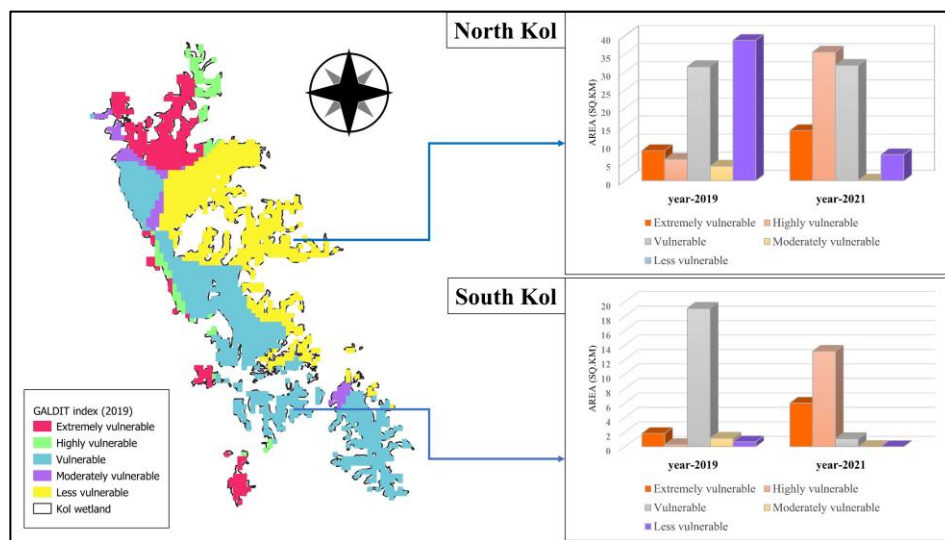 North Kol
AREA (SQ.KM)
40
35
30
25
20
15
10
5
0
year-2019 year-2021
Extremely vulnerable Highly vulnerable
Vulnerable Moderately vulnerable
Less vulnerable
South Kol
AREA (SQ.KM)
20
18
16
14
12
10
8
6
4
2
0
year-2019 year-2021
Extremely vulnerable Highly vulnerable
Vulnerable Moderately vulnerable
Less vulnerable
GALDIT index (2019)
Extremely vulnerable
Highly vulnerable
Vulnerable
Moderately vulnerable
Less vulnerable
Kol wetland